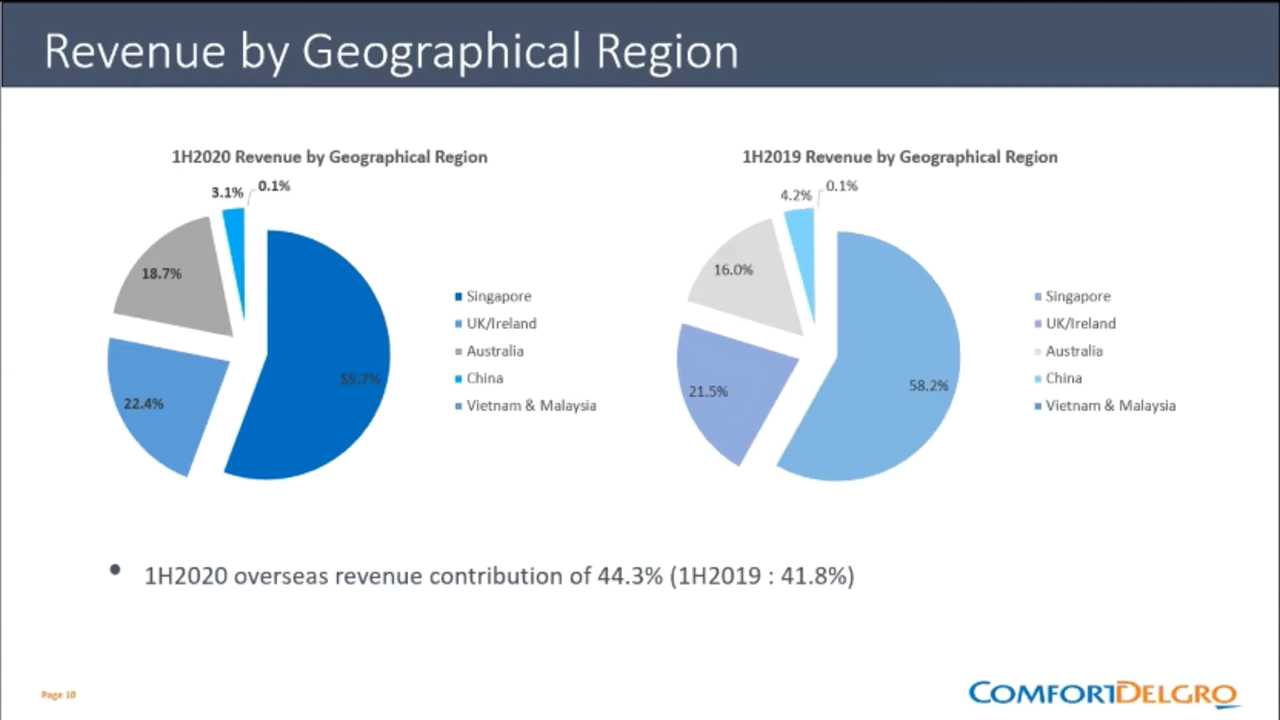 Revenue by Geographical Region
1H2020 Revenue by Geographical Region
3.1%
0.1%
18.7%
55.7%
22.4%
Singapore
UK/Ireland
Australia
China
Vietnam & Malaysia
1H2019 Revenue by Geographical Region
4.2%
0.1%
16.0%
58.2%
21.5%
Singapore
UK/Ireland
Australia
China
Vietnam & Malaysia
• 1H2020 overseas revenue contribution of 44.3% (1H2019 : 41.8%)
Page 10
COMFORTDELGRO